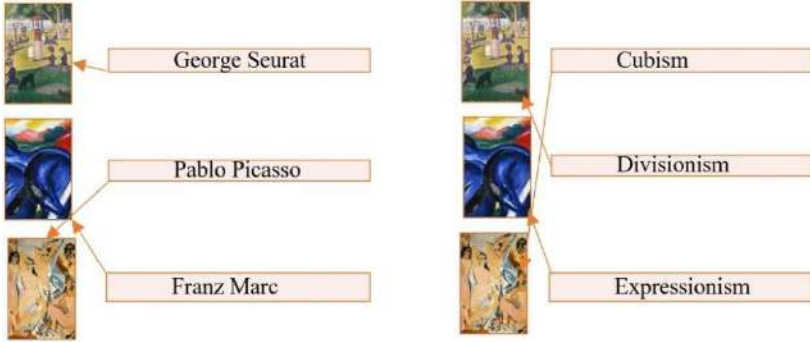 George Seurat
Pablo Picasso
Franz Marc
Cubism
Divisionism
Expressionism